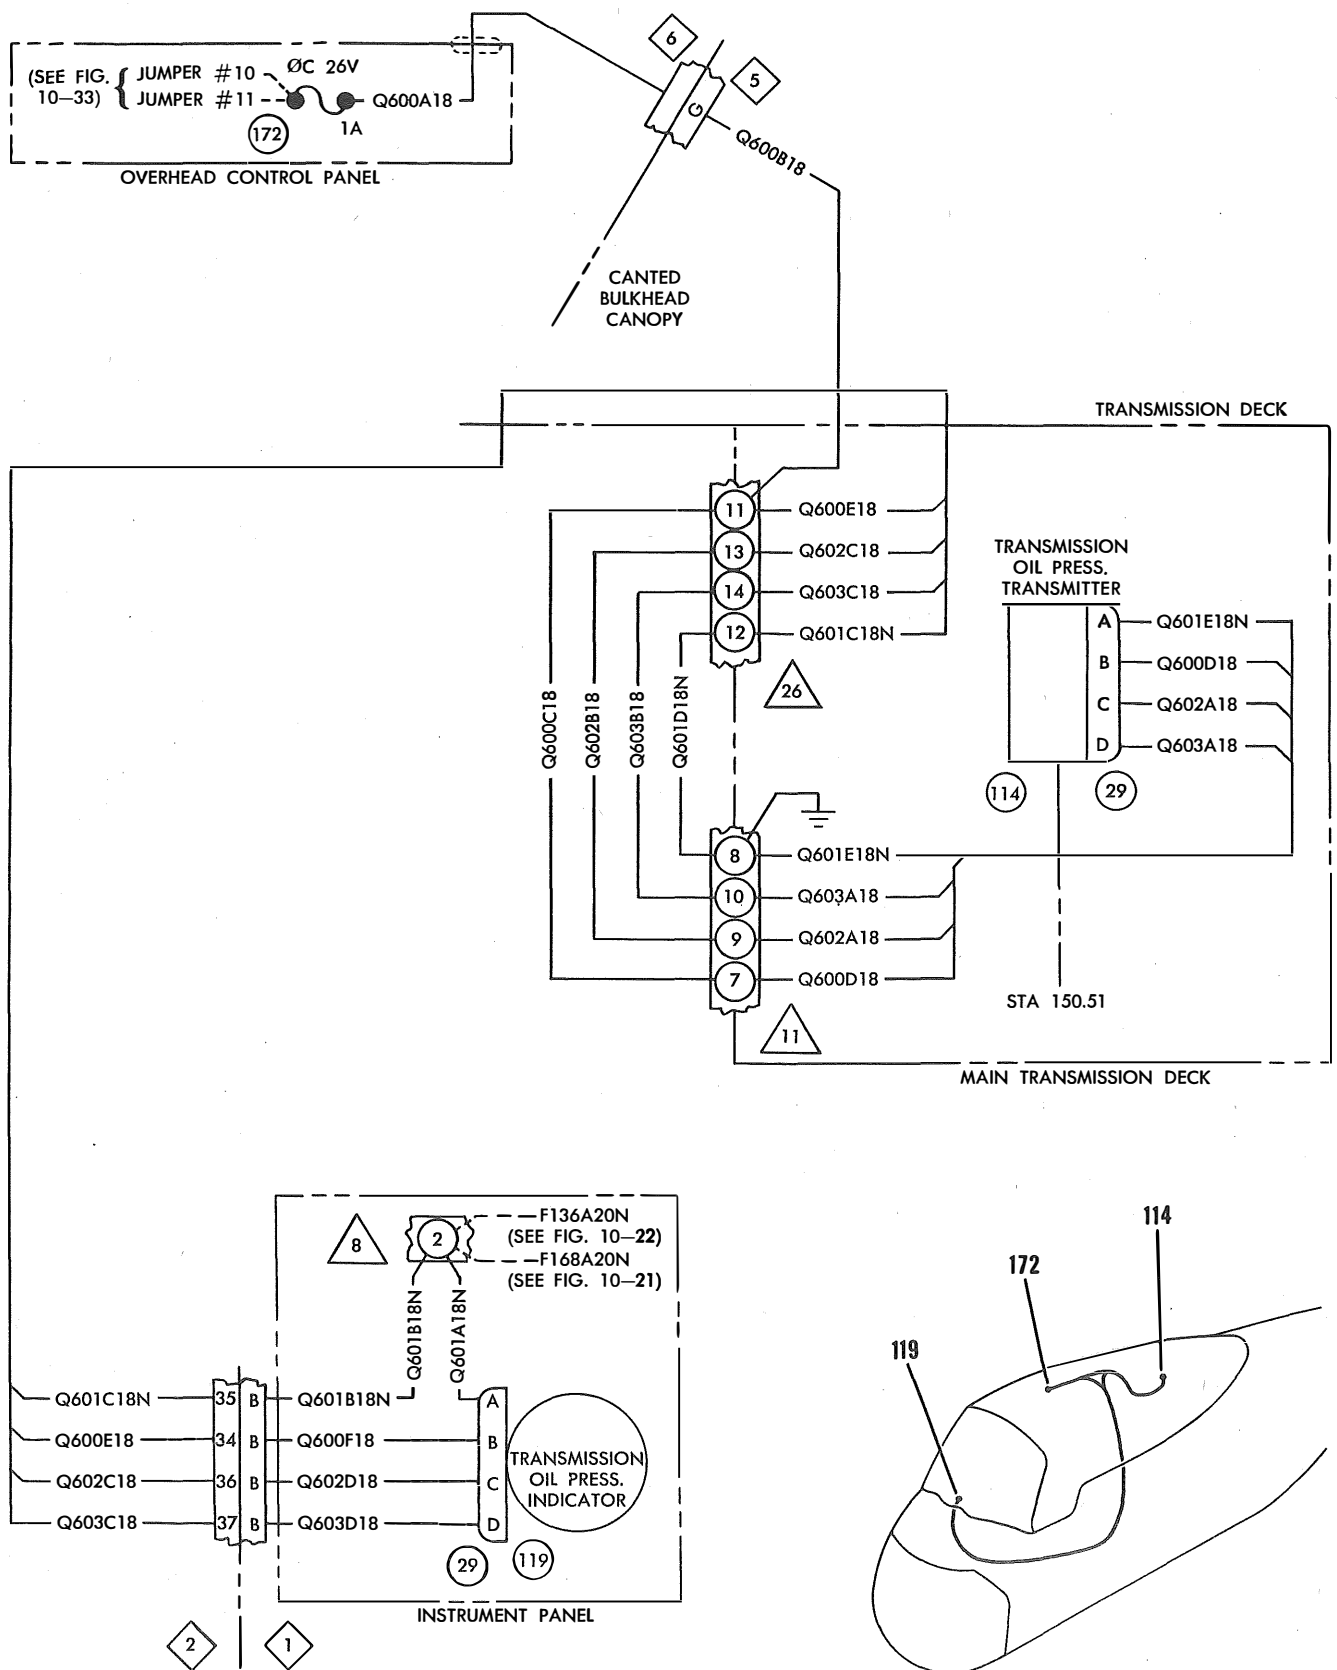 6
5
G
(SEE FIG.
10—33)
JUMPER #10
JUMPER #11
ØC 26V
1A
Q600A18
172
OVERHEAD CONTROL PANEL
Q600B18
CANTED
BULKHEAD
CANOPY
TRANSMISSION DECK
11
Q600E18
13
Q602C18
14
Q603C18
12
Q601C18N
26
Q600C18
Q602B18
Q603B18
Q601D18N
TRANSMISSION
OIL PRESS.
TRANSMITTER
A
Q601E18N
B
Q600D18
C
Q602A18
D
Q603A18
114
29
8
Q601E18N
10
Q603A18
9
Q602A18
7
Q600D18
11
STA 150.51
MAIN TRANSMISSION DECK
8
2
F136A20N
(SEE FIG. 10—22)
F168A20N
(SEE FIG. 10—21)
Q601B18N
Q601A18N
Q601C18N
35
B
Q601B18N
A
Q600E18
34
B
Q600F18
B
Q602C18
36
B
Q602D18
C
Q603C18
37
B
Q603D18
D
TRANSMISSION
OIL PRESS.
INDICATOR
29
119
INSTRUMENT PANEL
2
1
114
172
119